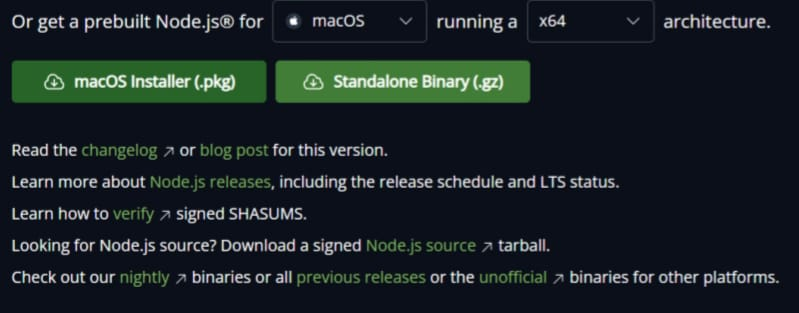 Or get a prebuilt Node.js® for macOS running a x64 architecture.
macOS Installer (.pkg) Standalone Binary (.gz)
Read the changelog ↗ or blog post for this version.
Learn more about Node.js releases, including the release schedule and LTS status.
Learn how to verify ↗ signed SHASUMS.
Looking for Node.js source? Download a signed Node.js source ↗ tarball.
Check out our nightly ↗ binaries or all previous releases or the unofficial ↗ binaries for other platforms.